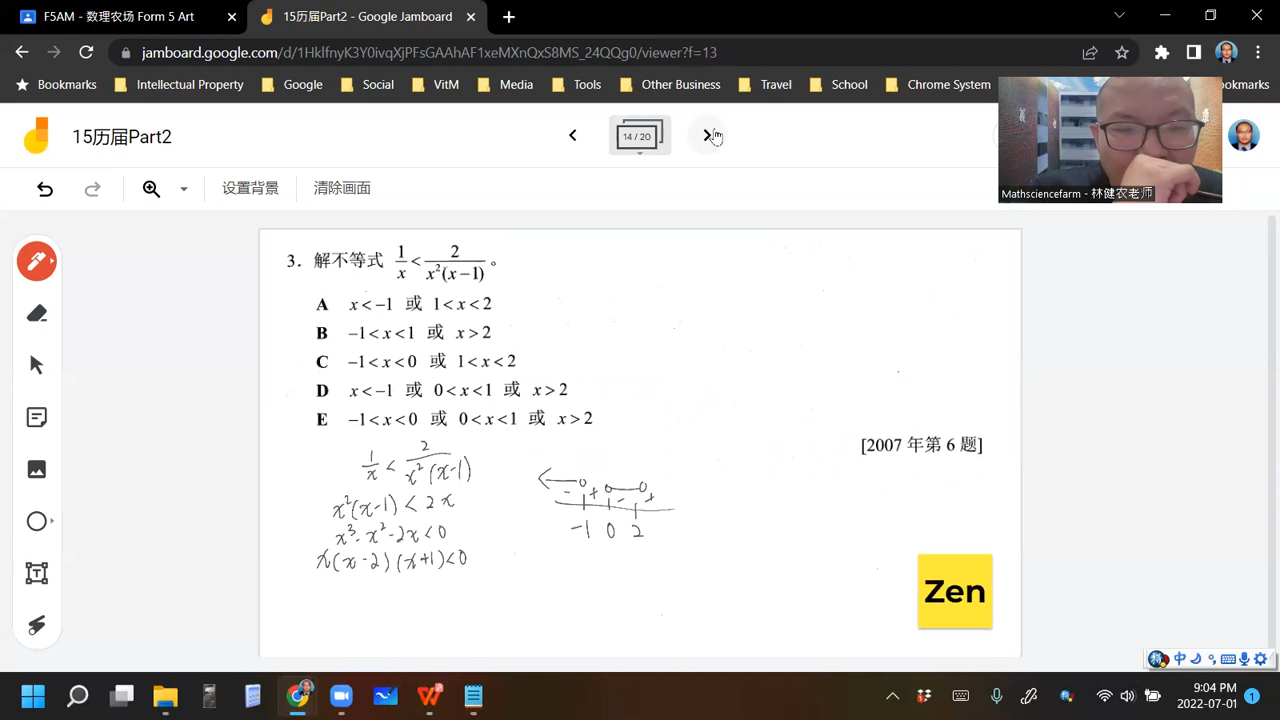 F5AM - 数理农场 Form 5 Art
15历届Part2 - Google Jamboard
jamboard.google.com/d/1HklfnyK3Y0ivqXjPFsGAAhAF1xeMXnQxS8MS_24QQg0/viewer?f=13
Bookmarks Intellectual Property Google Social VitM Media Tools Other Business Travel School Chrome System ookmarks
15历届Part2
14 / 20
设置背景 清除画面
Mathsciencefarm - 林健农老师
3. 解不等式 1/x < 2/(x²(x−1)) 。
A x<−1 或 1<x<2
B −1<x<1 或 x>2
C −1<x<0 或 1<x<2
D x<−1 或 0<x<1 或 x>2
E −1<x<0 或 0<x<1 或 x>2
[2007 年第 6 题]
1/x < 2/(x²(x-1))
x²(x-1) < 2x
x³- x²-2x<0
x(x-2)(x+1)<0
- + - +
-1 0 2
Zen
中
9:04 PM
2022-07-01
1